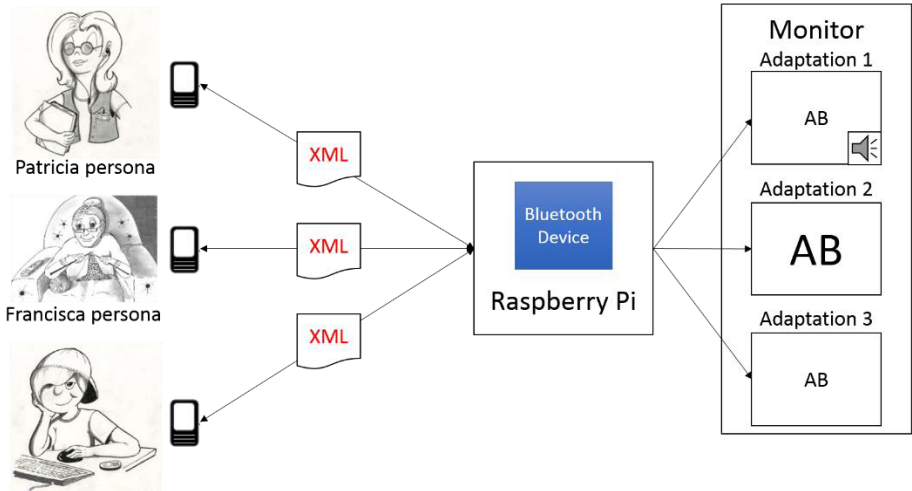 Patricia persona
Francisca persona
XML
XML
XML
Bluetooth
Device
Raspberry Pi
Monitor
Adaptation 1
AB
Adaptation 2
AB
Adaptation 3
AB